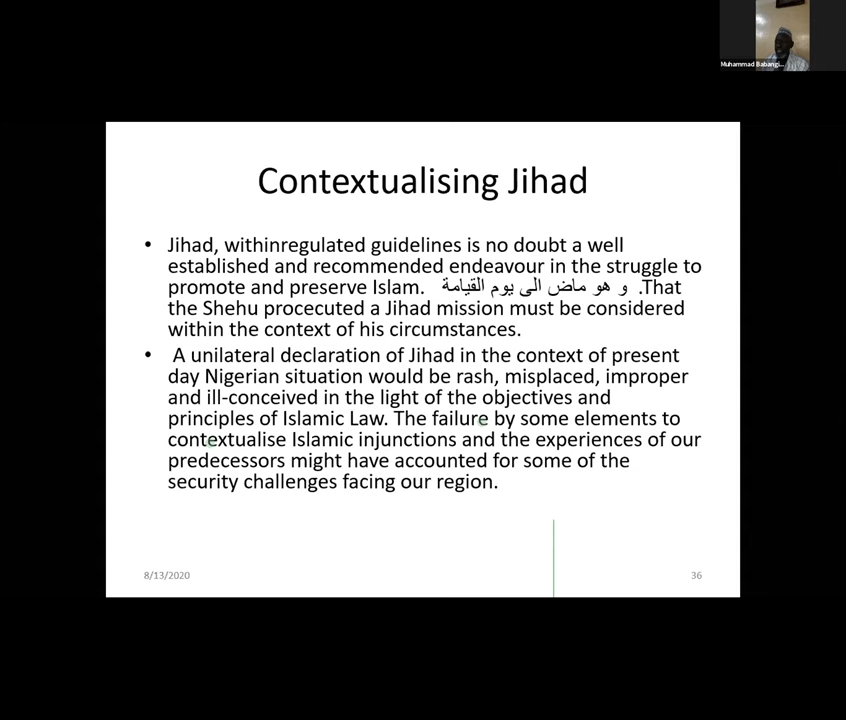 Muhammad Babangi...
Contextualising Jihad
• Jihad, withinregulated guidelines is no doubt a well
established and recommended endeavour in the struggle to
promote and preserve Islam. و هو ماض الى يوم القيامة .That
the Shehu procecuted a Jihad mission must be considered
within the context of his circumstances.
• A unilateral declaration of Jihad in the context of present
day Nigerian situation would be rash, misplaced, improper
and ill-conceived in the light of the objectives and
principles of Islamic Law. The failure by some elements to
contextualise Islamic injunctions and the experiences of our
predecessors might have accounted for some of the
security challenges facing our region.
8/13/2020 36